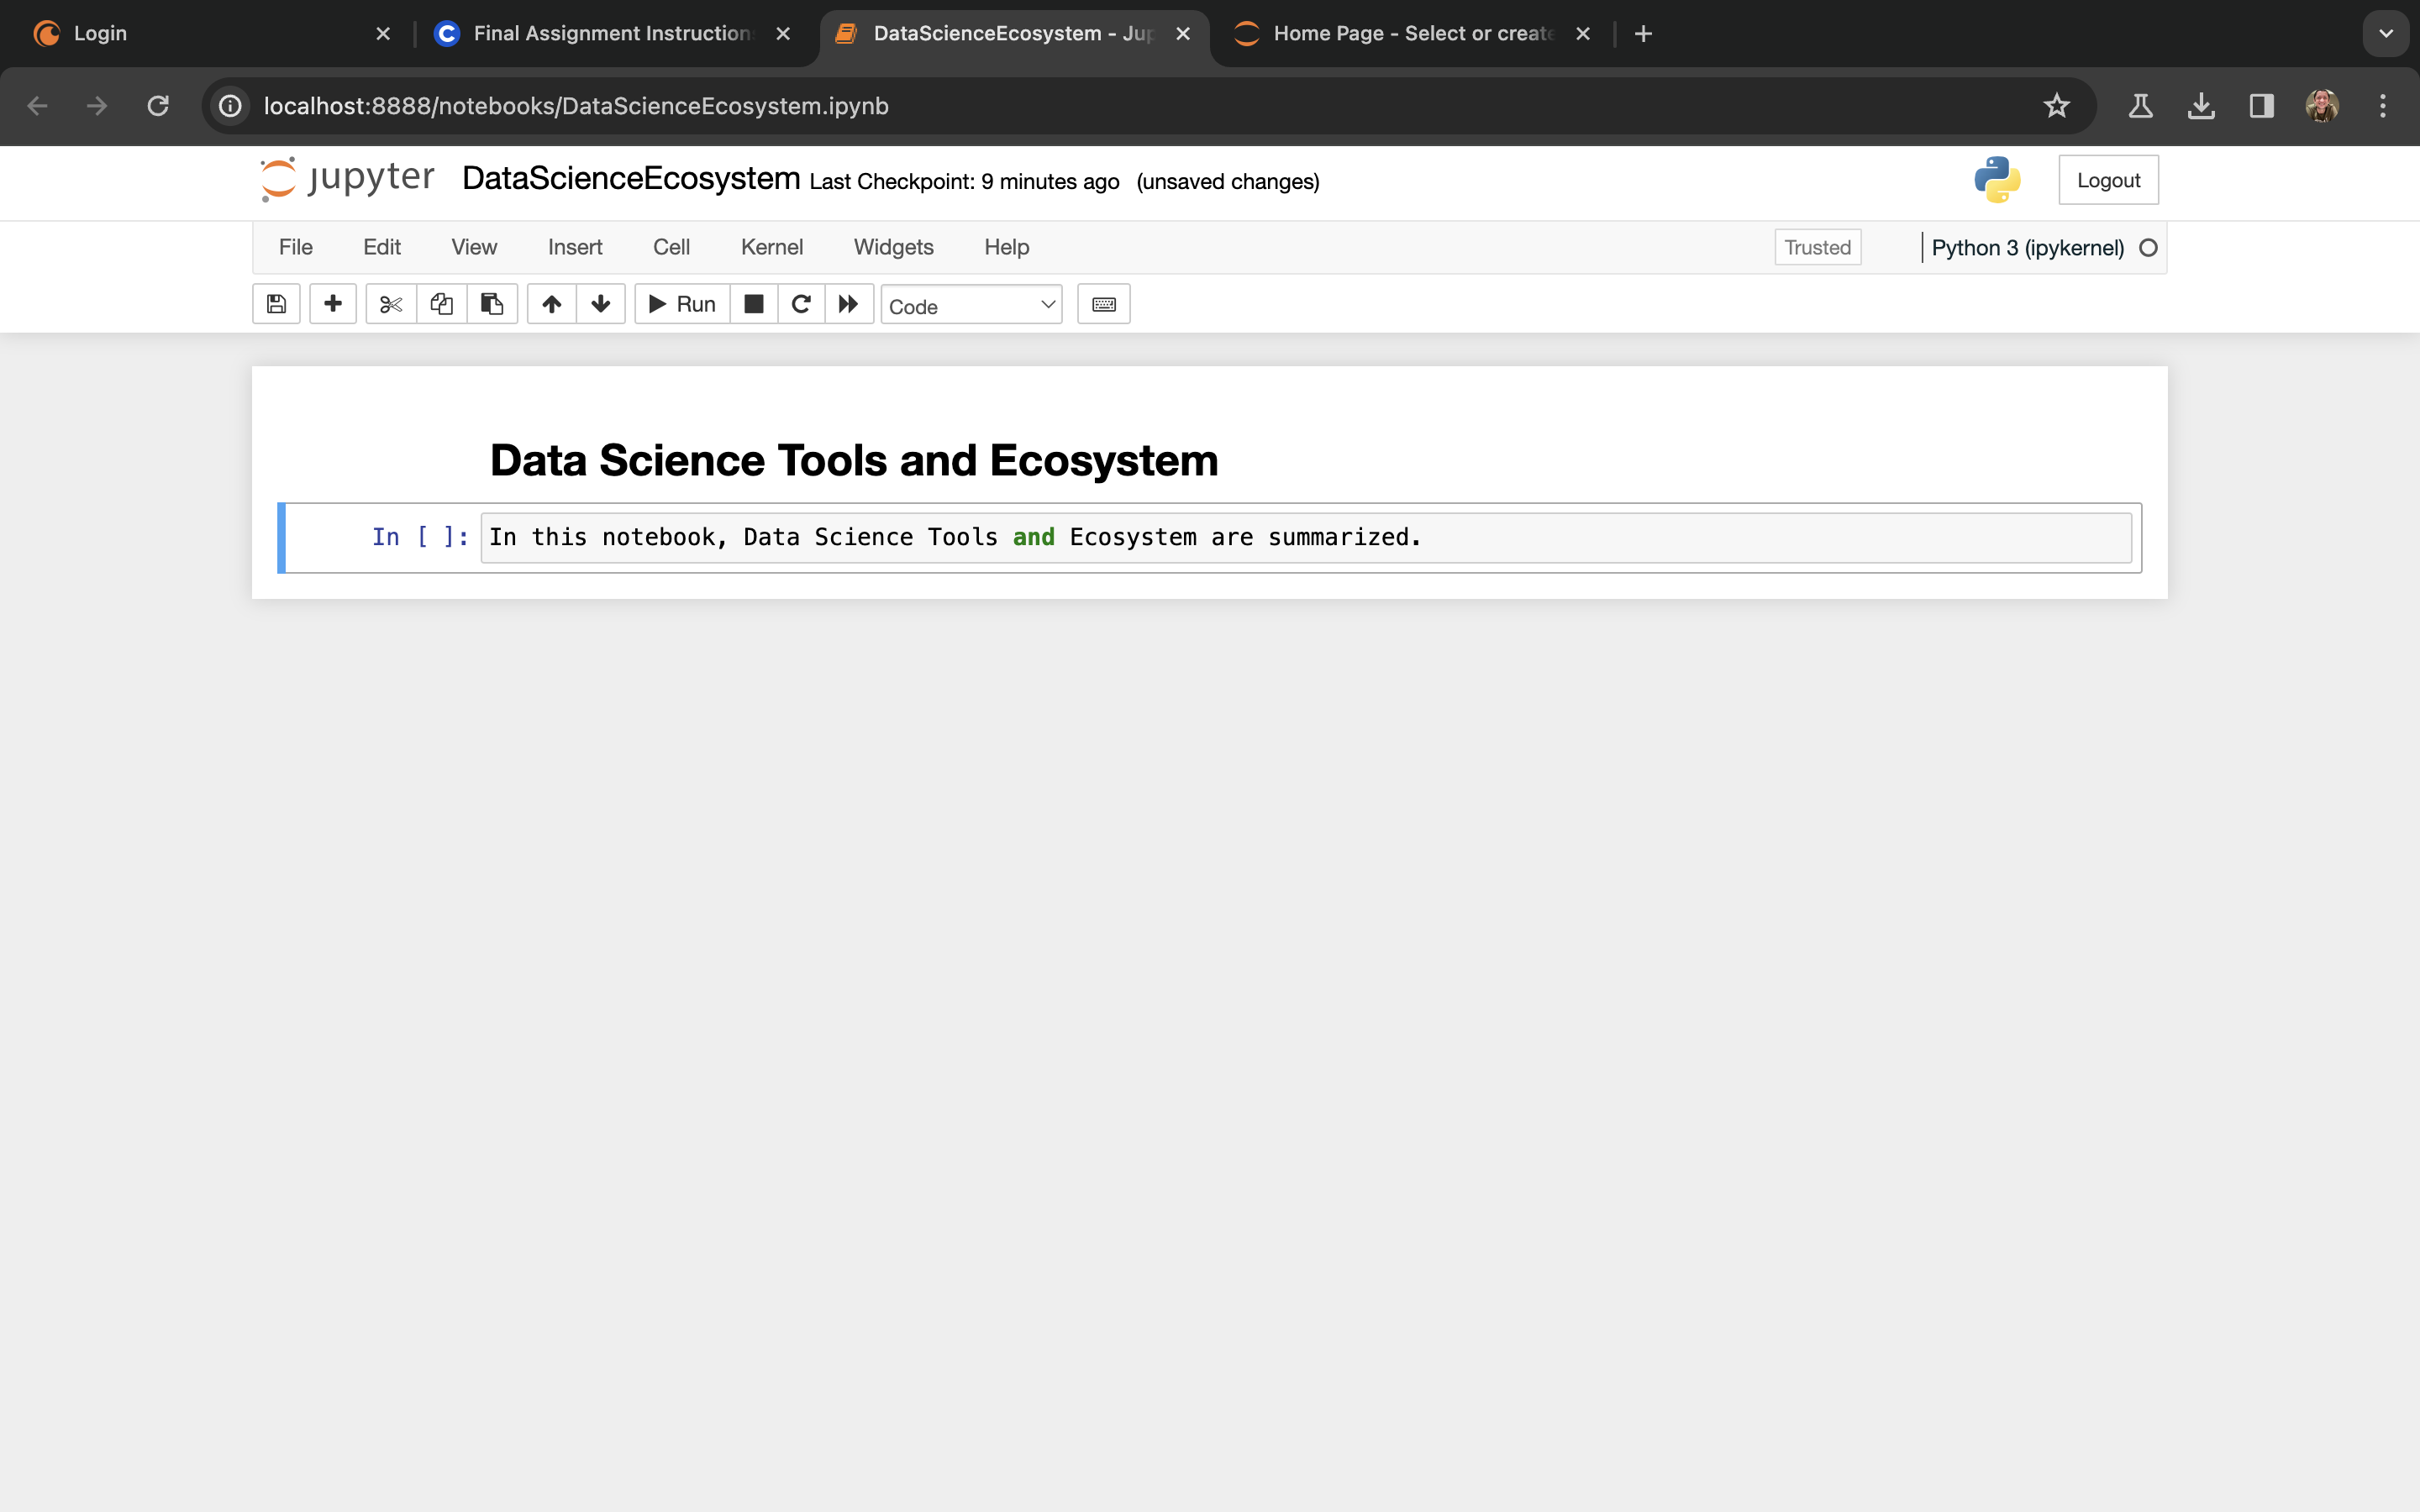 Login
Final Assignment Instruction
DataScienceEcosystem - Jup
Home Page - Select or create
localhost:8888/notebooks/DataScienceEcosystem.ipynb
jupyter DataScienceEcosystem Last Checkpoint: 9 minutes ago (unsaved changes)
Logout
File Edit View Insert Cell Kernel Widgets Help Trusted Python 3 (ipykernel)
Run Code
Data Science Tools and Ecosystem
In [ ]: In this notebook, Data Science Tools and Ecosystem are summarized.